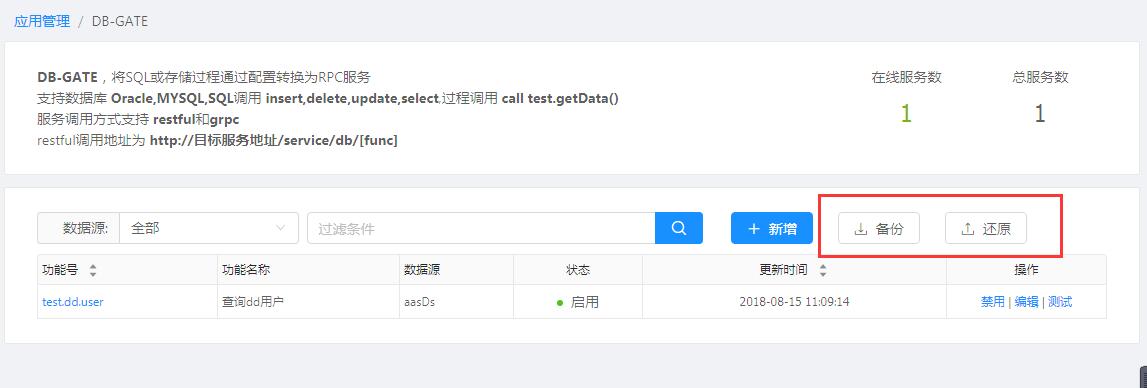 应用管理 / DB-GATE
DB-GATE，将SQL或存储过程通过配置转换为RPC服务
支持数据库 Oracle,MYSQL,SQL调用 insert,delete,update,select,过程调用 call test.getData()
服务调用方式支持 restful和grpc
restful调用地址为 http://目标服务地址/service/db/[func]
在线服务数 总服务数
1 1
数据源: 全部 过滤条件 新增 备份 还原
功能号 功能名称 数据源 状态 更新时间 操作
test.dd.user 查询dd用户 aasDs 启用 2018-08-15 11:09:14 禁用 | 编辑 | 测试